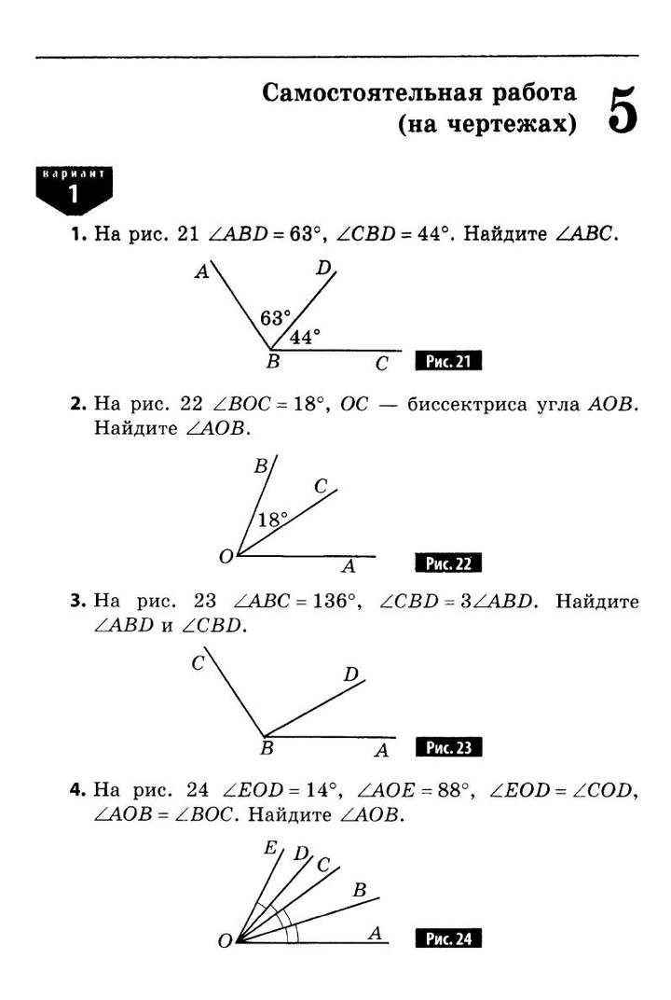 Самостоятельная работа
(на чертежах)
5
вариант
1
1. На рис. 21 ∠ABD = 63°, ∠CBD = 44°. Найдите ∠ABC.
A
D
63°
44°
B
C
Рис. 21
2. На рис. 22 ∠BOC = 18°, OC — биссектриса угла AOB.
Найдите ∠AOB.
B
C
18°
O
A
Рис. 22
3. На рис. 23 ∠ABC = 136°, ∠CBD = 3∠ABD. Найдите
∠ABD и ∠CBD.
C
D
B
A
Рис. 23
4. На рис. 24 ∠EOD = 14°, ∠AOE = 88°, ∠EOD = ∠COD,
∠AOB = ∠BOC. Найдите ∠AOB.
E
D
C
B
O
A
Рис. 24